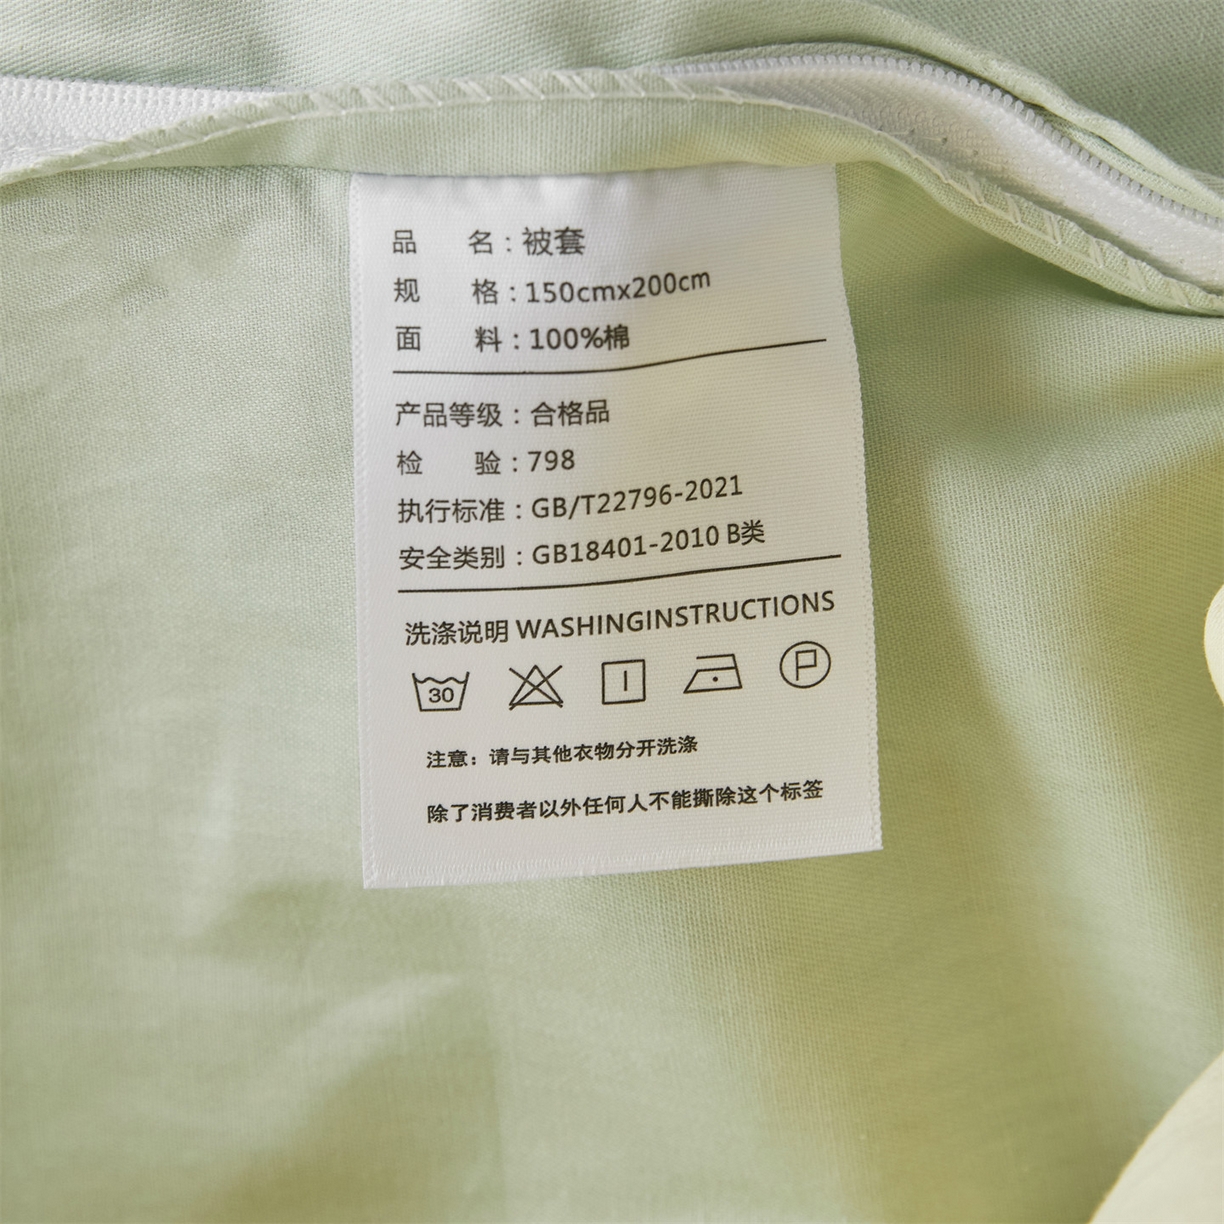 品 名：被套
规 格：150cmx200cm
面 料：100%棉
产品等级：合格品
检 验：798
执行标准：GB/T22796-2021
安全类别：GB18401-2010 B类
洗涤说明 WASHINGINSTRUCTIONS
30 P
注意：请与其他衣物分开洗涤
除了消费者以外任何人不能撕除这个标签